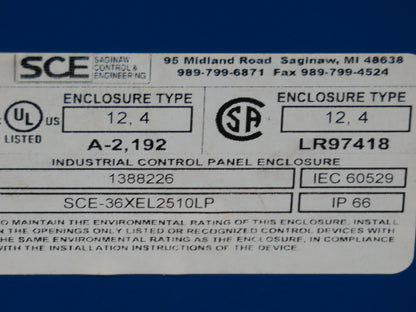 SCE SAGINAW CONTROL & ENGINEERING
95 Midland Road Saginaw, MI 48638
989-799-6871 Fax 989-799-4524
C UL US LISTED
ENCLOSURE TYPE
12, 4
A-2,192
CSA
ENCLOSURE TYPE
12, 4
LR97418
INDUSTRIAL CONTROL PANEL ENCLOSURE
1388226 IEC 60529
SCE-36XEL2510LP IP 66
TO MAINTAIN THE ENVIRONMENTAL RATING OF THIS ENCLOSURE, INSTALL
IN THE OPENINGS ONLY LISTED OR RECOGNIZED CONTROL DEVICES WITH
THE SAME ENVIRONMENTAL RATING AS THE ENCLOSURE, IN COMPLIANCE
WITH THE INSTALLATION INSTRUCTIONS OF THE DEVICE.